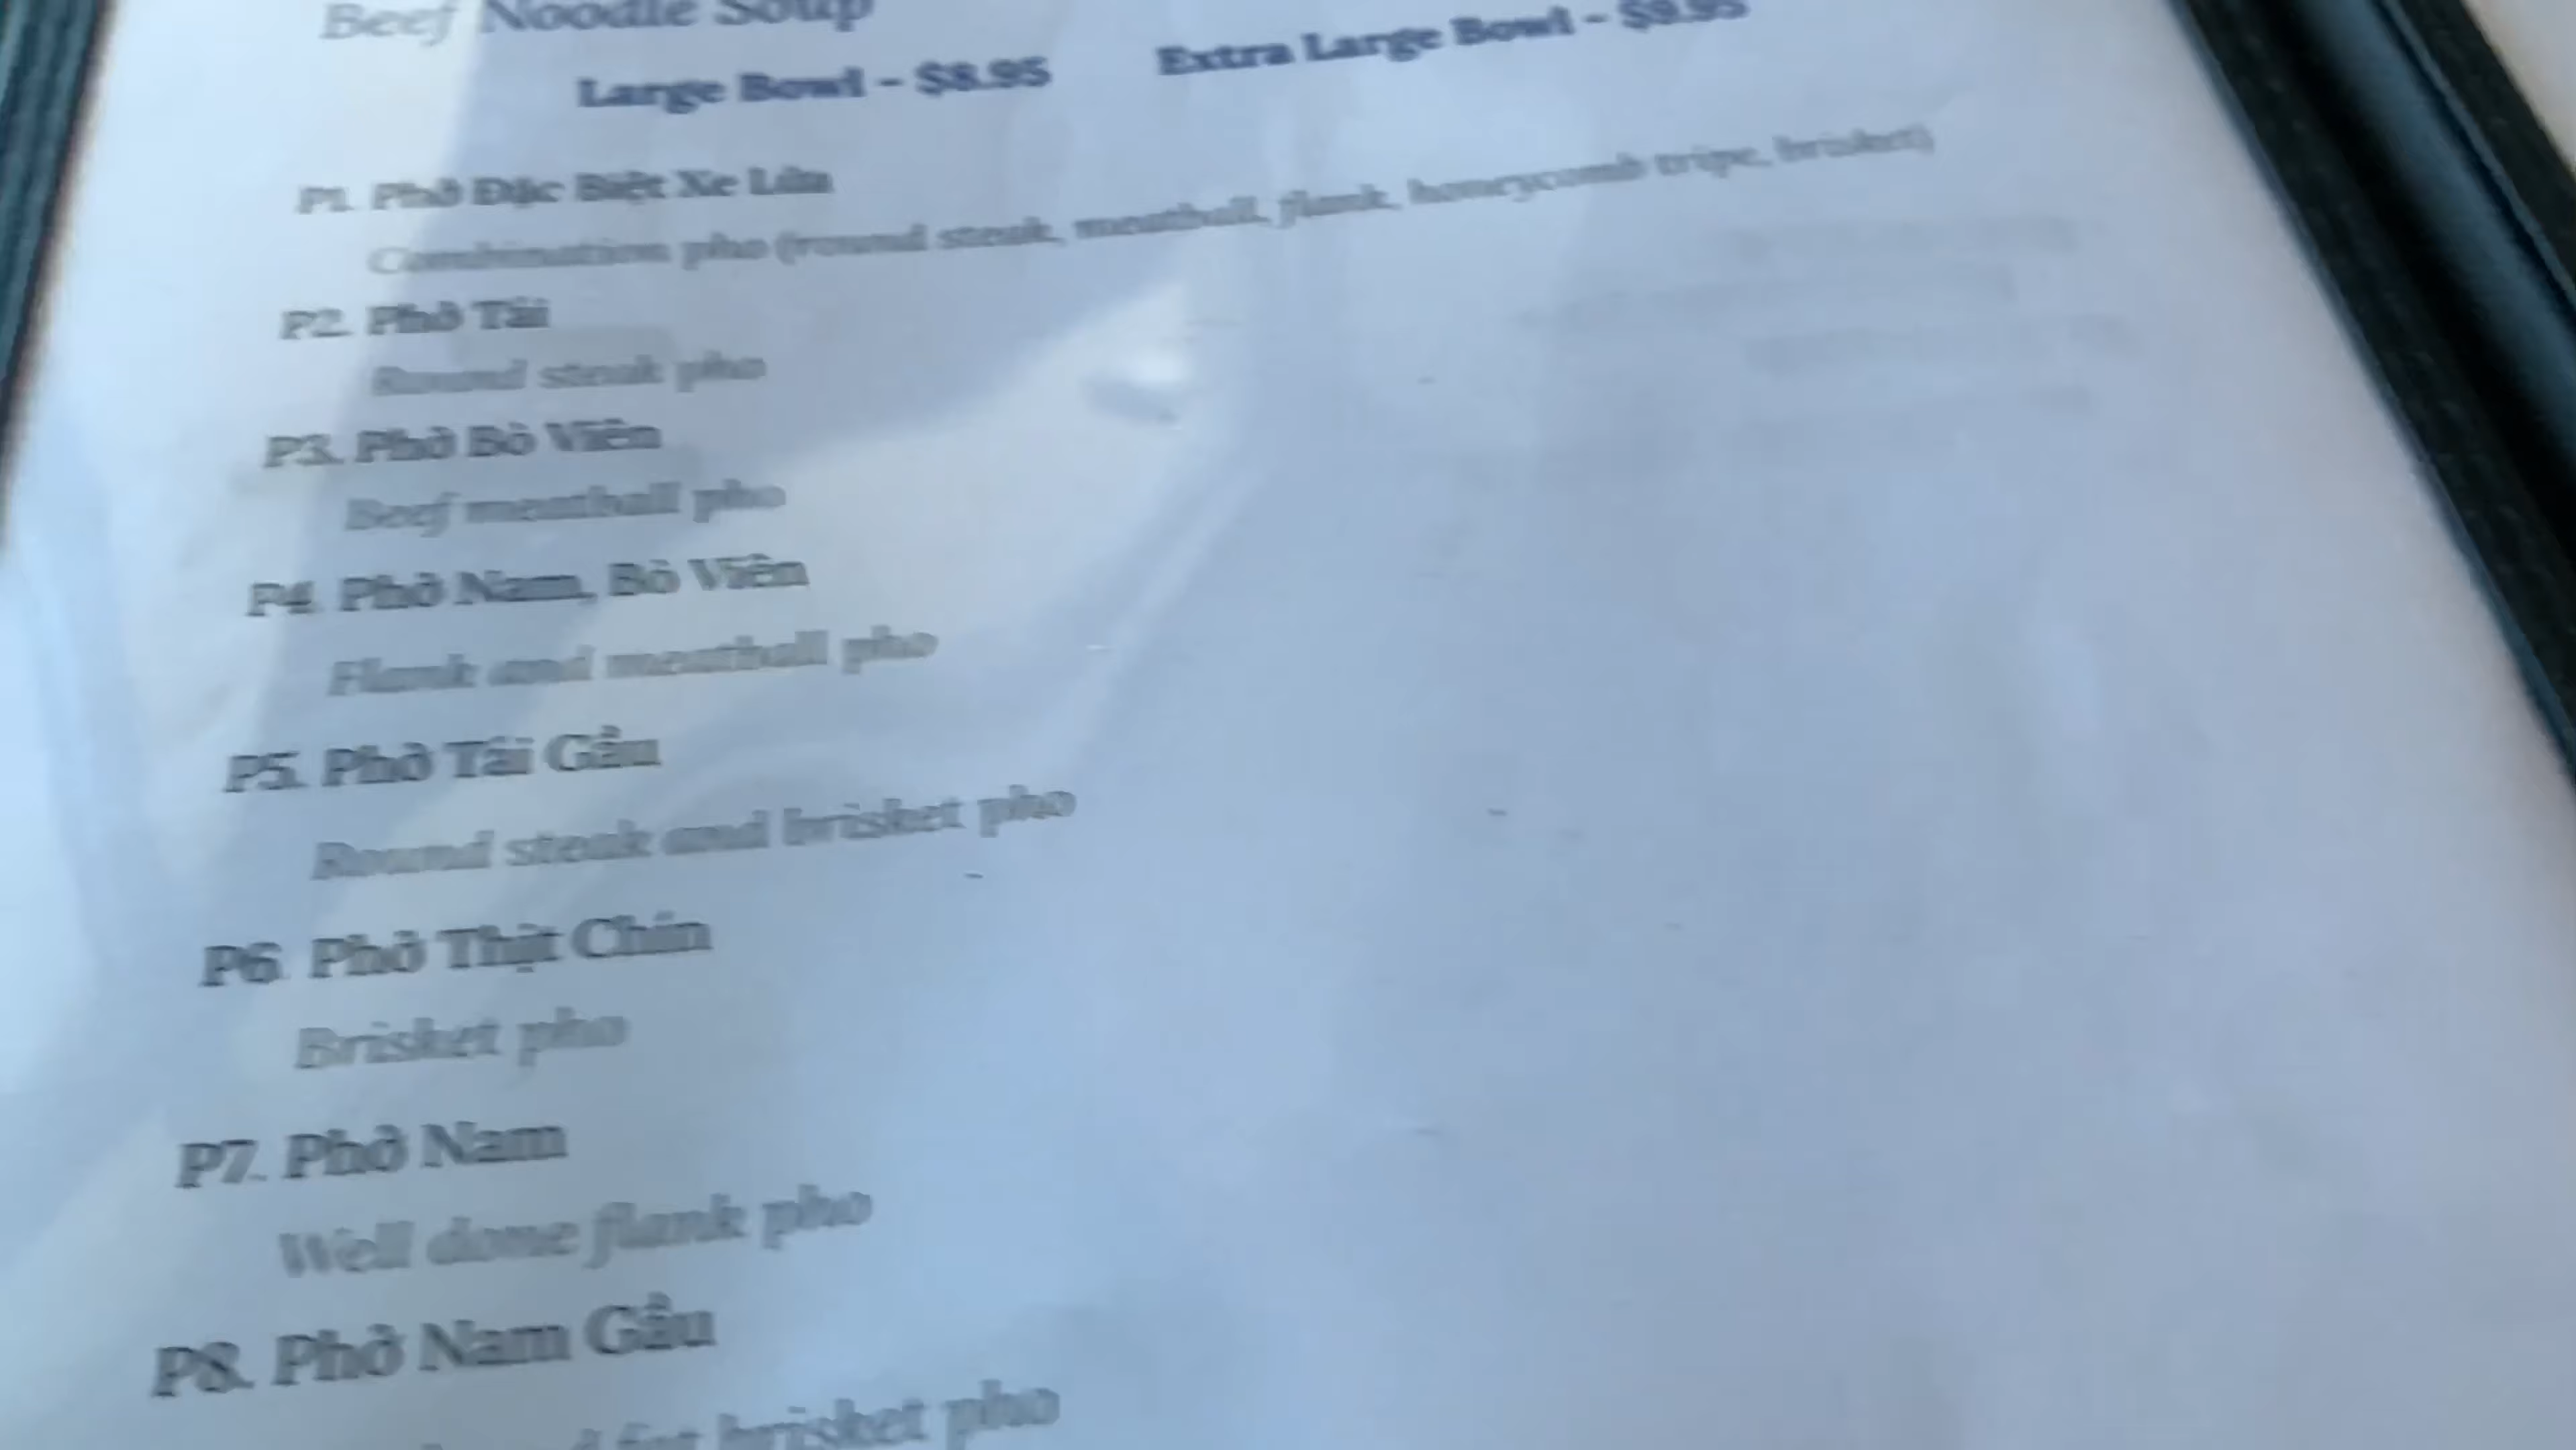 Beef Noodle Soup
Large Bowl - $8.95 Extra Large Bowl - $9.95
P1. Phở Đặc Biệt Xe Lửa
Combination pho (round steak, meatball, flank, honeycomb tripe, brisket)
P2. Phở Tái
Round steak pho
P3. Phở Bò Viên
Beef meatball pho
P4. Phở Nam, Bò Viên
Flank and meatball pho
P5. Phở Tái Gầu
Round steak and brisket pho
P6. Phở Thịt Chín
Brisket pho
P7. Phở Nam
Well done flank pho
P8. Phở Nam Gầu
fat brisket pho